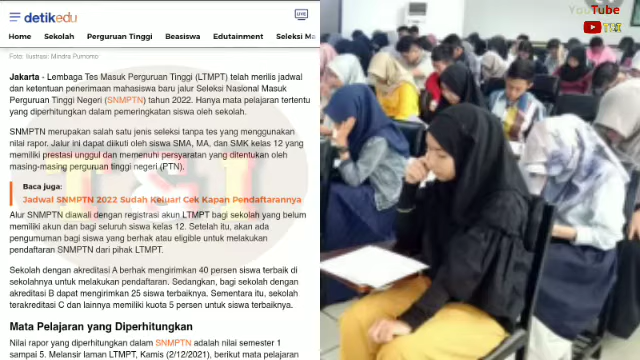 detikedu
LIVE
Home Sekolah Perguruan Tinggi Beasiswa Edutainment Seleksi Ma
Foto: Ilustrasi: Mindra Purnomo
Jakarta - Lembaga Tes Masuk Perguruan Tinggi (LTMPT) telah merilis jadwal
dan ketentuan penerimaan mahasiswa baru jalur Seleksi Nasional Masuk
Perguruan Tinggi Negeri (SNMPTN) tahun 2022. Hanya mata pelajaran tertentu
yang diperhitungkan dalam pemeringkatan siswa oleh sekolah.
SNMPTN merupakan salah satu jenis seleksi tanpa tes yang menggunakan
nilai rapor. Jalur ini dapat diikuti oleh siswa SMA, MA, dan SMK kelas 12 yang
memiliki prestasi unggul dan memenuhi persyaratan yang ditentukan oleh
masing-masing perguruan tinggi negeri (PTN).
Baca juga:
Jadwal SNMPTN 2022 Sudah Keluar! Cek Kapan Pendaftarannya
Alur SNMPTN diawali dengan registrasi akun LTMPT bagi sekolah yang belum
memiliki akun dan bagi seluruh siswa kelas 12. Setelah itu, akan ada
pengumuman bagi siswa yang berhak atau eligible untuk melakukan
pendaftaran SNMPTN dari pihak LTMPT.
Sekolah dengan akreditasi A berhak mengirimkan 40 persen siswa terbaik di
sekolahnya untuk melakukan pendaftaran. Sedangkan, bagi sekolah dengan
akreditasi B dapat mengirimkan 25 siswa terbaiknya. Sementara itu, sekolah
terakreditasi C dan lainnya memiliki kuota 5 persen untuk siswa terbaiknya.
Mata Pelajaran yang Diperhitungkan
Nilai rapor yang diperhitungkan dalam SNMPTN adalah nilai semester 1
sampai 5. Melansir laman LTMPT, Kamis (2/12/2021), berikut mata pelajaran
YouTube